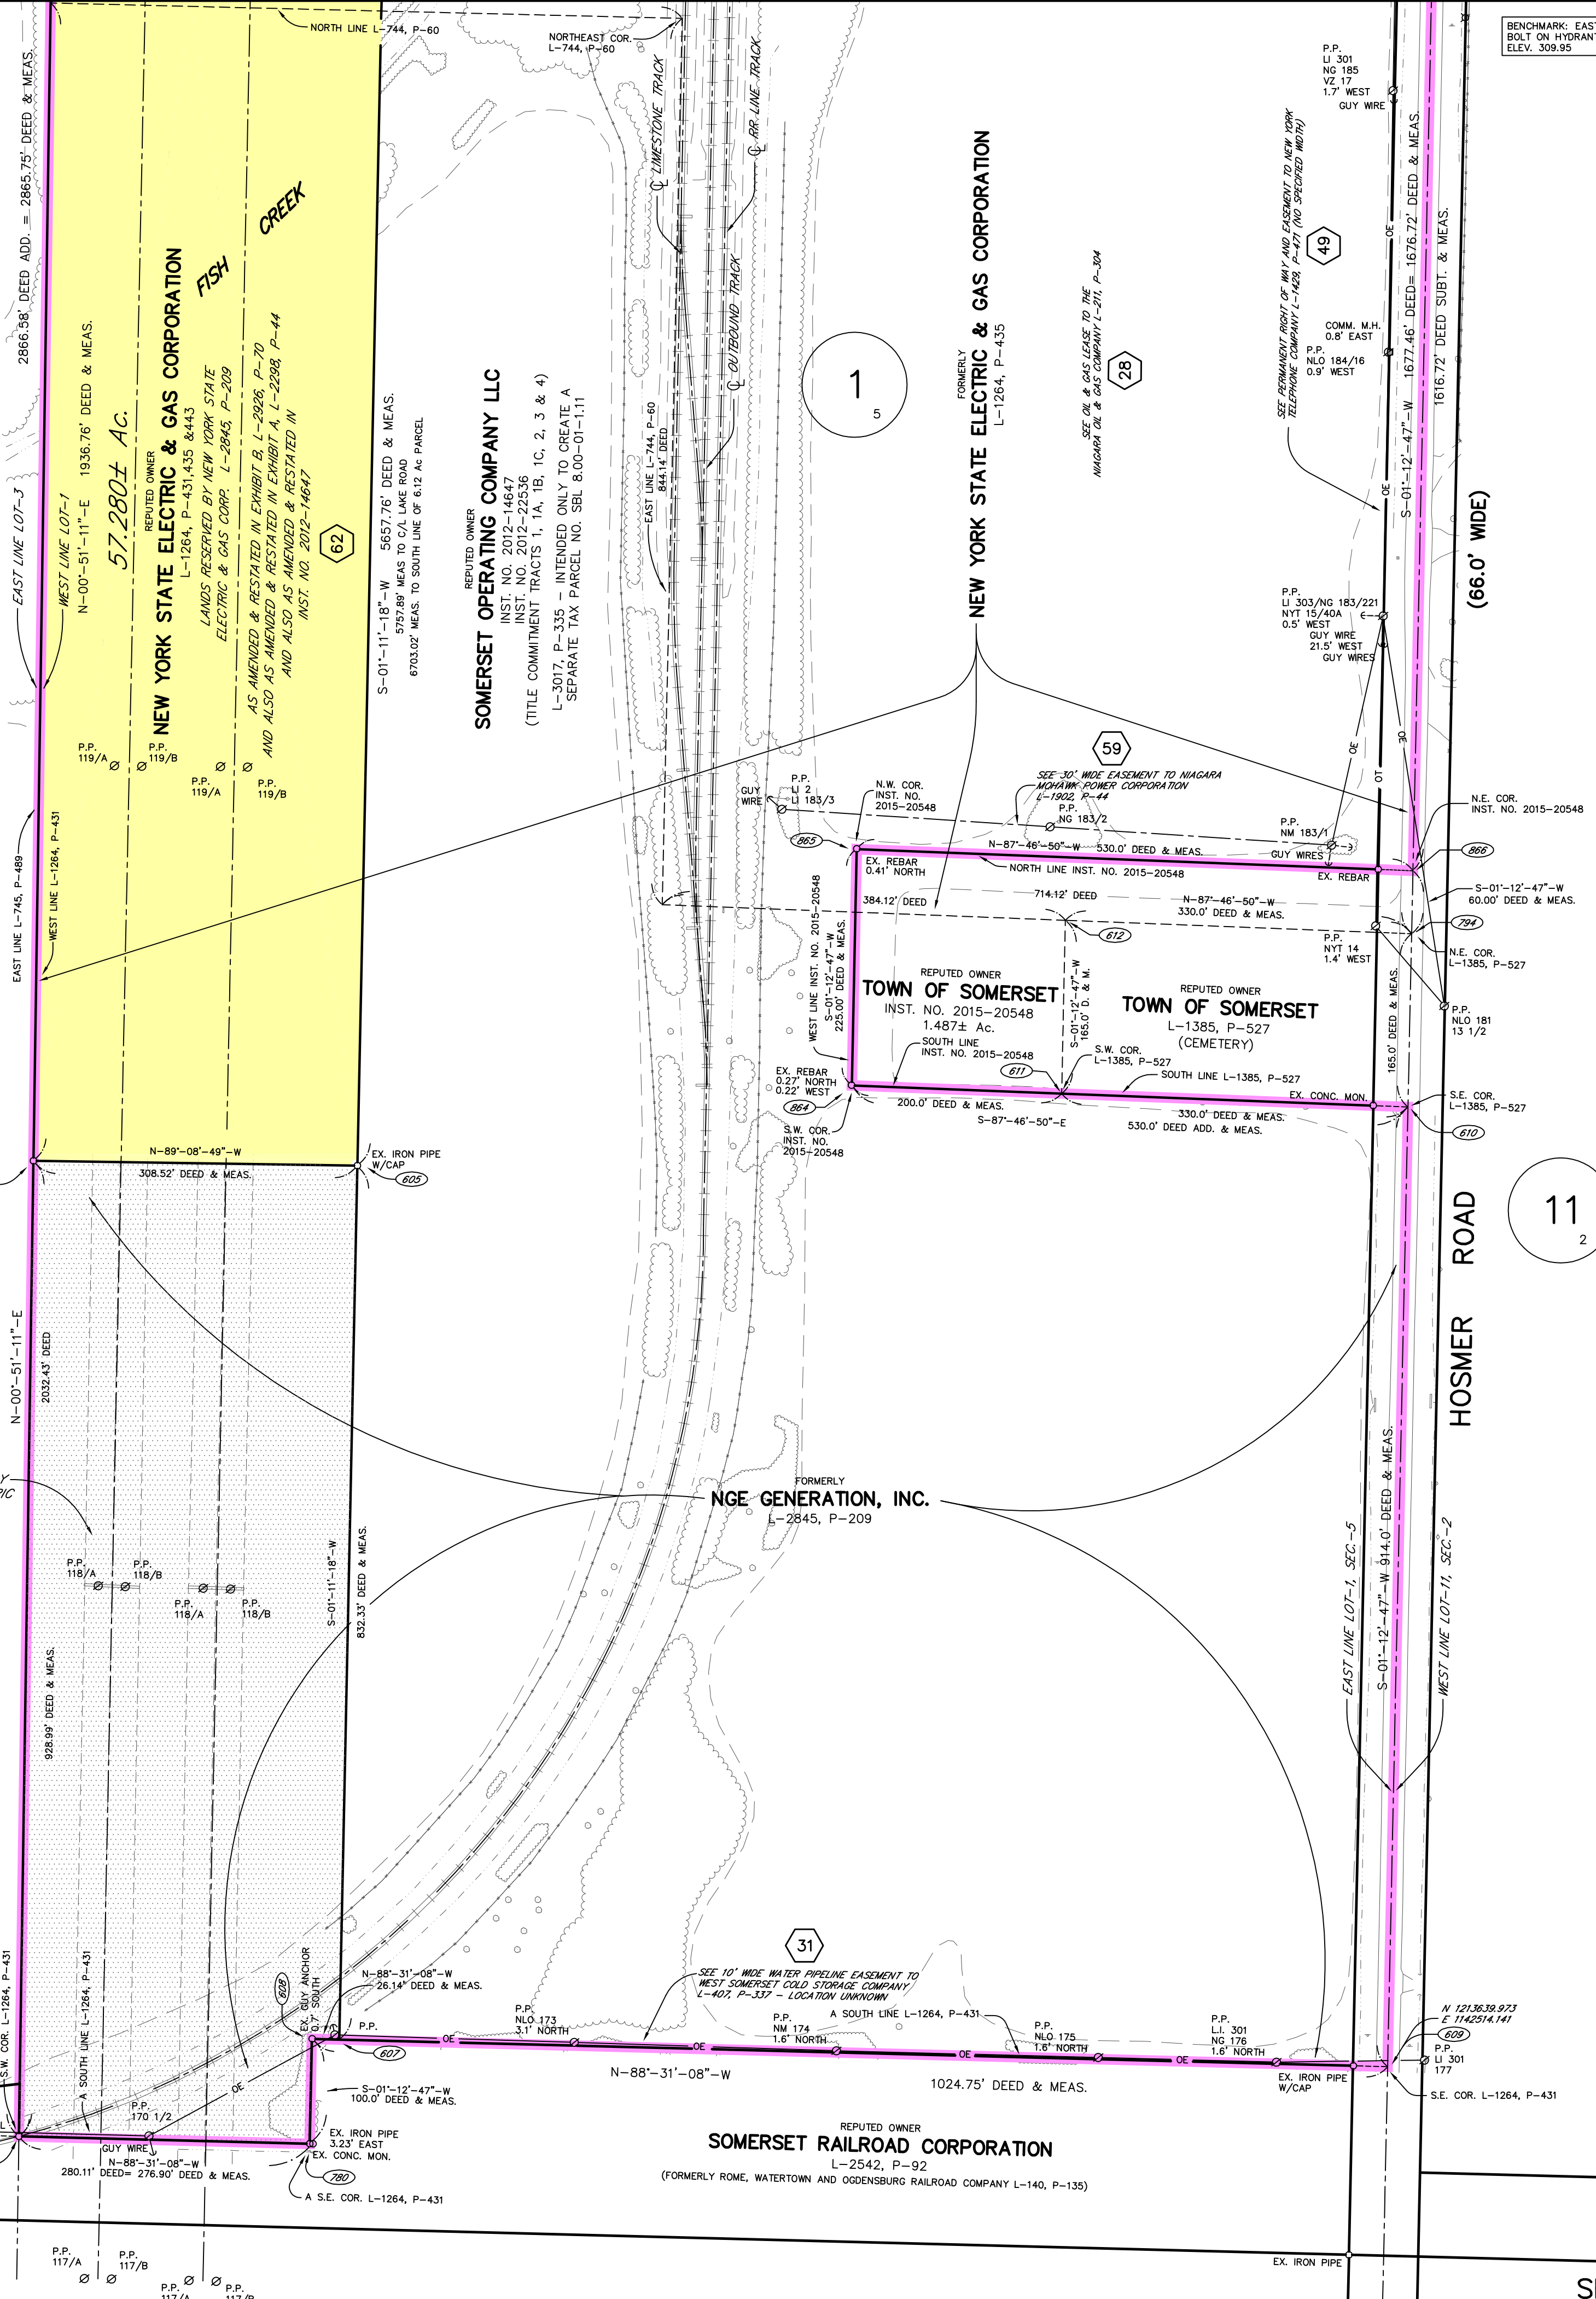 NORTH LINE L-744, P-60
NORTHEAST COR.
L-744, P-60
BENCHMARK: EAST
BOLT ON HYDRANT
ELEV. 309.95
2866.58' DEED ADD. = 2865.75' DEED & MEAS.
EAST LINE LOT-3
WEST LINE LOT-1
N-00°-51'-11"-E 1936.76' DEED & MEAS.
57.280± Ac.
REPUTED OWNER
NEW YORK STATE ELECTRIC & GAS CORPORATION
L-1264, P-431,435 &443
LANDS RESERVED BY NEW YORK STATE
ELECTRIC & GAS CORP. L-2845, P-209
AS AMENDED & RESTATED IN EXHIBIT B, L-2926, P-70
AND ALSO AS AMENDED & RESTATED IN EXHIBIT A, L-2298, P-44
AND ALSO AS AMENDED & RESTATED IN
INST. NO. 2012-14647
62
FISH CREEK
S-01°-11'-18"-W 5657.76' DEED & MEAS.
5757.89' MEAS TO C/L LAKE ROAD
6703.02' MEAS. TO SOUTH LINE OF 6.12 Ac PARCEL
REPUTED OWNER
SOMERSET OPERATING COMPANY LLC
INST. NO. 2012-14647
INST. NO. 2012-22536
(TITLE COMMITMENT TRACTS 1, 1A, 1B, 1C, 2, 3 & 4)
L-3017, P-335 - INTENDED ONLY TO CREATE A
SEPARATE TAX PARCEL NO. SBL 8.00-01-1.11
EAST LINE L-744, P-60
844.14' DEED
℄ LIMESTONE TRACK
℄ RR LINE TRACK
℄ OUTBOUND TRACK
1
5
FORMERLY
NEW YORK STATE ELECTRIC & GAS CORPORATION
L-1264, P-435
SEE OIL & GAS LEASE TO THE
NIAGARA OIL & GAS COMPANY L-211, P-304
28
SEE PERMANENT RIGHT OF WAY AND EASEMENT TO NEW YORK
TELEPHONE COMPANY L-1429, P-471 (NO SPECIFIED WIDTH)
49
P.P.
LI 301
NG 185
VZ 17
1.7' WEST
GUY WIRE
OE
COMM. M.H.
0.8' EAST
P.P.
NLO 184/16
0.9' WEST
OE
S-01°-12'-47"-W 1677.46' DEED= 1676.72' DEED & MEAS.
1616.72' DEED SUBT. & MEAS.
(66.0' WIDE)
P.P.
LI 303/NG 183/221
NYT 15/40A
0.5' WEST
GUY WIRE
21.5' WEST
GUY WIRES
OE
OE
OT
P.P.
119/A
P.P.
119/B
P.P.
119/A
P.P.
119/B
EAST LINE L-745, P-489
WEST LINE L-1264, P-431
59
SEE 30' WIDE EASEMENT TO NIAGARA
MOHAWK POWER CORPORATION
L-1902, P-44
P.P.
LI 2
LI 183/3
GUY
WIRE
N.W. COR.
INST. NO.
2015-20548
865
P.P.
NG 183/2
P.P.
NM 183/1
GUY WIRES
N.E. COR.
INST. NO. 2015-20548
866
N-87°-46'-50"-W 530.0' DEED & MEAS.
NORTH LINE INST. NO. 2015-20548
EX. REBAR
0.41' NORTH
EX. REBAR
S-01°-12'-47"-W
60.00' DEED & MEAS.
794
384.12' DEED
714.12' DEED
N-87°-46'-50"-W
330.0' DEED & MEAS.
612
P.P.
NYT 14
1.4' WEST
N.E. COR.
L-1385, P-527
WEST LINE INST. NO. 2015-20548
S-01°-12'-47"-W
225.00' DEED & MEAS.
REPUTED OWNER
TOWN OF SOMERSET
INST. NO. 2015-20548
1.487± Ac.
SOUTH LINE
INST. NO. 2015-20548
S-01°-12'-47"-W
165.0' D. & M.
REPUTED OWNER
TOWN OF SOMERSET
L-1385, P-527
(CEMETERY)
165.0' DEED & MEAS.
P.P.
NLO 181
13 1/2
S.W. COR.
L-1385, P-527
611
SOUTH LINE L-1385, P-527
EX. REBAR
0.27' NORTH
0.22' WEST
864
EX. CONC. MON.
S.E. COR.
L-1385, P-527
610
200.0' DEED & MEAS.
330.0' DEED & MEAS.
S-87°-46'-50"-E
530.0' DEED ADD. & MEAS.
S.W. COR.
INST. NO.
2015-20548
N-89°-08'-49"-W
308.52' DEED & MEAS.
EX. IRON PIPE
W/CAP
605
11
2
HOSMER ROAD
N-00°-51'-11"-E
2032.43' DEED
FORMERLY
NGE GENERATION, INC.
L-2845, P-209
P.P.
118/A
P.P.
118/B
P.P.
118/A
P.P.
118/B
S-01°-11'-18"-W
832.33' DEED & MEAS.
928.99' DEED & MEAS.
EAST LINE LOT-1, SEC.-5
S-01°-12'-47"-W 914.0' DEED & MEAS.
WEST LINE LOT-11, SEC.-2
S.W. COR. L-1264, P-431
A SOUTH LINE L-1264, P-431
608
EX. GUY ANCHOR
0.7' SOUTH
N-88°-31'-08"-W
26.14' DEED & MEAS.
P.P.
607
OE
P.P.
NLO 173
3.1' NORTH
31
SEE 10' WIDE WATER PIPELINE EASEMENT TO
WEST SOMERSET COLD STORAGE COMPANY
L-407, P-337 - LOCATION UNKNOWN
OE
P.P.
NM 174
1.6' NORTH
A SOUTH LINE L-1264, P-431
OE
P.P.
NLO 175
1.6' NORTH
OE
P.P.
L.I. 301
NG 176
1.6' NORTH
EX. IRON PIPE
W/CAP
N 1213639.973
E 1142514.141
609
P.P.
LI 301
177
S.E. COR. L-1264, P-431
N-88°-31'-08"-W
1024.75' DEED & MEAS.
OE
P.P.
170 1/2
GUY WIRE
N-88°-31'-08"-W
280.11' DEED= 276.90' DEED & MEAS.
S-01°-12'-47"-W
100.0' DEED & MEAS.
EX. IRON PIPE
3.23' EAST
EX. CONC. MON.
780
A S.E. COR. L-1264, P-431
REPUTED OWNER
SOMERSET RAILROAD CORPORATION
L-2542, P-92
(FORMERLY ROME, WATERTOWN AND OGDENSBURG RAILROAD COMPANY L-140, P-135)
EX. IRON PIPE
P.P.
117/A
P.P.
117/B
P.P.
117/A
P.P.
117/B